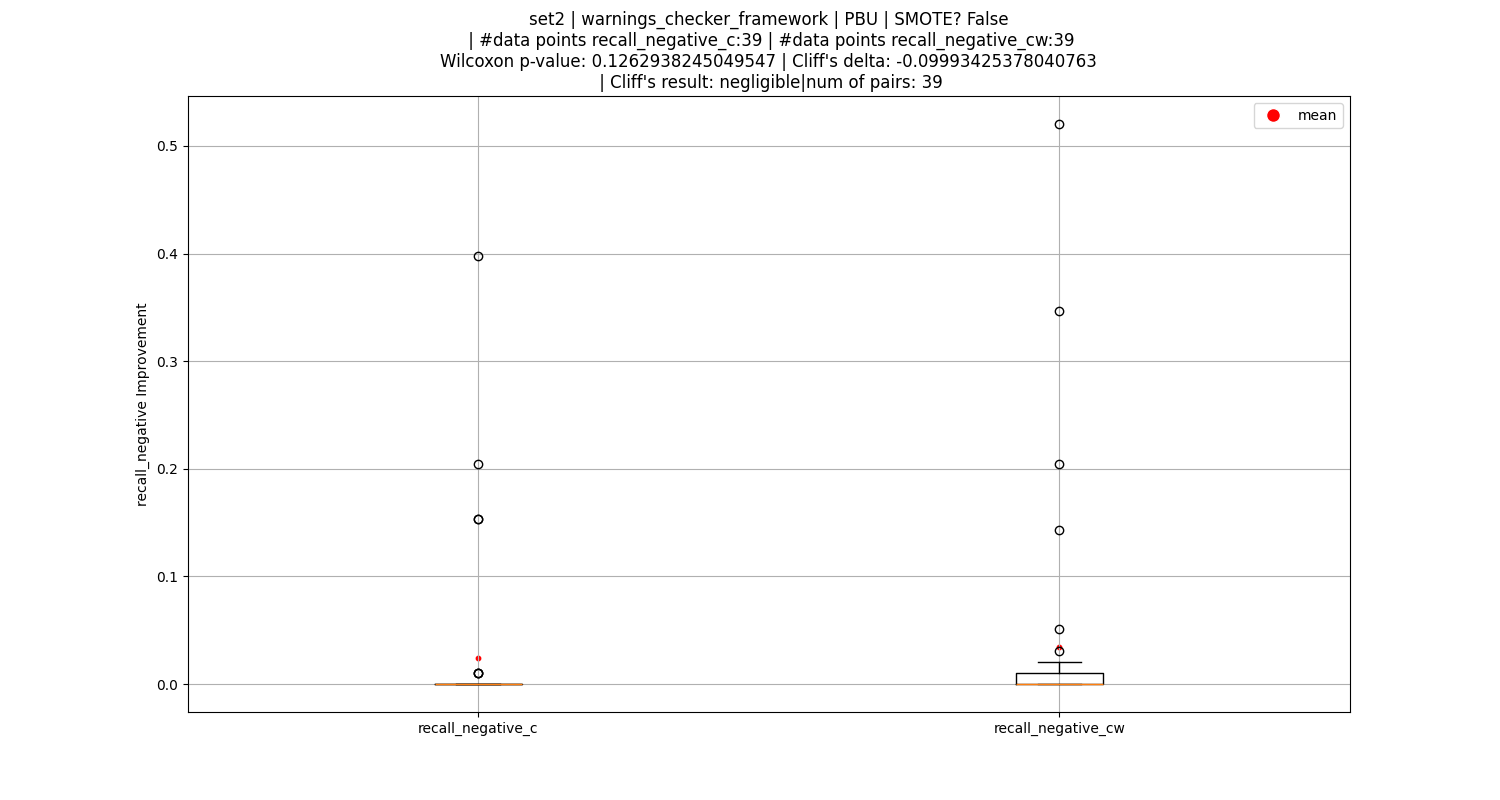 set2 | warnings_checker_framework | PBU | SMOTE? False
| #data points recall_negative_c:39 | #data points recall_negative_cw:39
Wilcoxon p-value: 0.1262938245049547 | Cliff's delta: -0.09993425378040763
| Cliff's result: negligible|num of pairs: 39
mean
0.5
0.4
0.3
0.2
0.1
0.0
recall_negative Improvement
recall_negative_c
recall_negative_cw